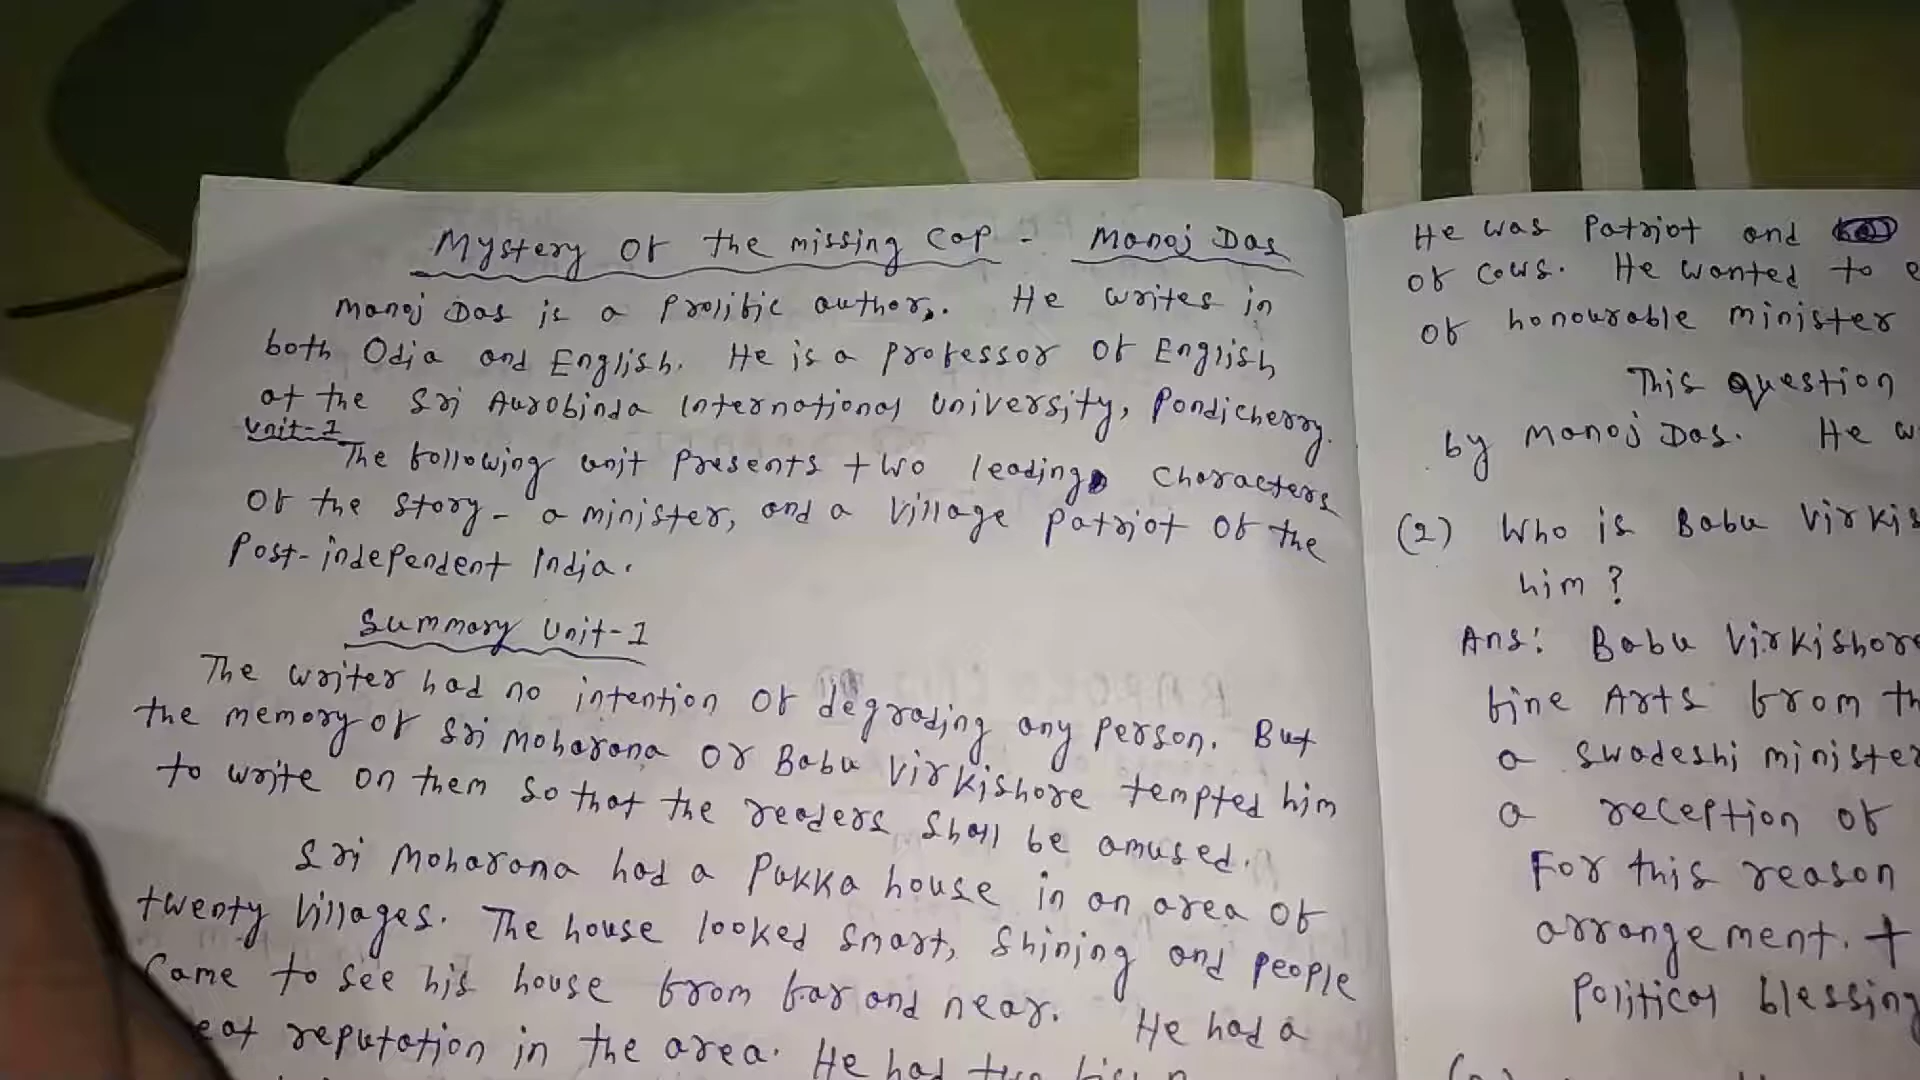 Mystery of the missing cap - Manoj Das
Manoj Das is a prolific author. He writes in
both Odia and English. He is a professor of English
at the Sri Aurobinda International University, Pondicherry.
Unit-1
The following unit presents two leading characters
of the story - a minister, and a village patriot of the
Post-independent India.
Summary Unit-1
The writer had no intention of degrading any person. But
the memory of Sri Moharana or Babu Virkishore tempted him
to write on them so that the readers shall be amused.
Sri Moharana had a Pukka house in an area of
twenty villages. The house looked smart, shining and people
Came to see his house from far and near. He had a
reputation in the area. He had
He was Patriot and
of cows. He wanted to
of honourable minister
This question
by Manoj Das. He
(2) Who is Babu
him?
Ans: Babu Virkishore
fine Arts from
a swadeshi minister
a reception of
For this reason
arrangement.
Political blessing